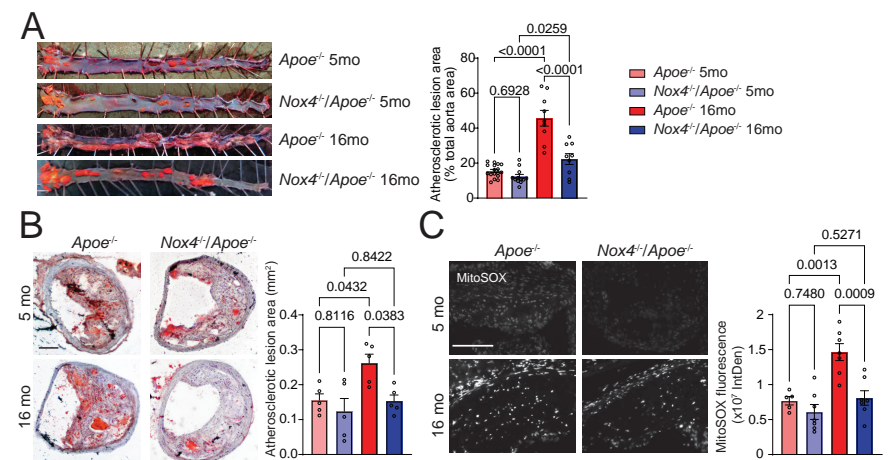 A
Apoe-/- 5mo
Nox4-/-/Apoe-/- 5mo
Apoe-/- 16mo
Nox4-/-/Apoe-/- 16mo
Atherosclerotic lesion area
(% total aorta area)
80
60
40
20
0
0.0259
<0.0001
<0.0001
0.6928
Apoe-/- 5mo
Nox4-/-/Apoe-/- 5mo
Apoe-/- 16mo
Nox4-/-/Apoe-/- 16mo
B
Apoe-/-
Nox4-/-/Apoe-/-
5 mo
16 mo
Atherosclerotic lesion area (mm2)
0.4
0.3
0.2
0.1
0.0
0.8422
0.0432
0.8116
0.0383
C
Apoe-/-
Nox4-/-/Apoe-/-
MitoSOX
5 mo
16 mo
MitoSOX fluorescence
(x10⁷ IntDen)
2
1.5
1
0.5
0
0.5271
0.0013
0.7480
0.0009